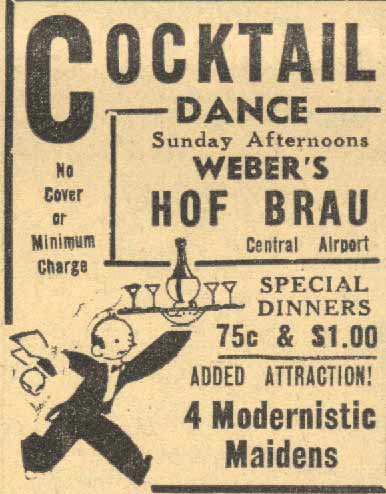 COCKTAIL
DANCE
Sunday Afternoons
WEBER'S
HOF BRAU
Central Airport
No
Cover
or
Minimum
Charge
SPECIAL
DINNERS
75c & $1.00
ADDED ATTRACTION!
4 Modernistic
Maidens